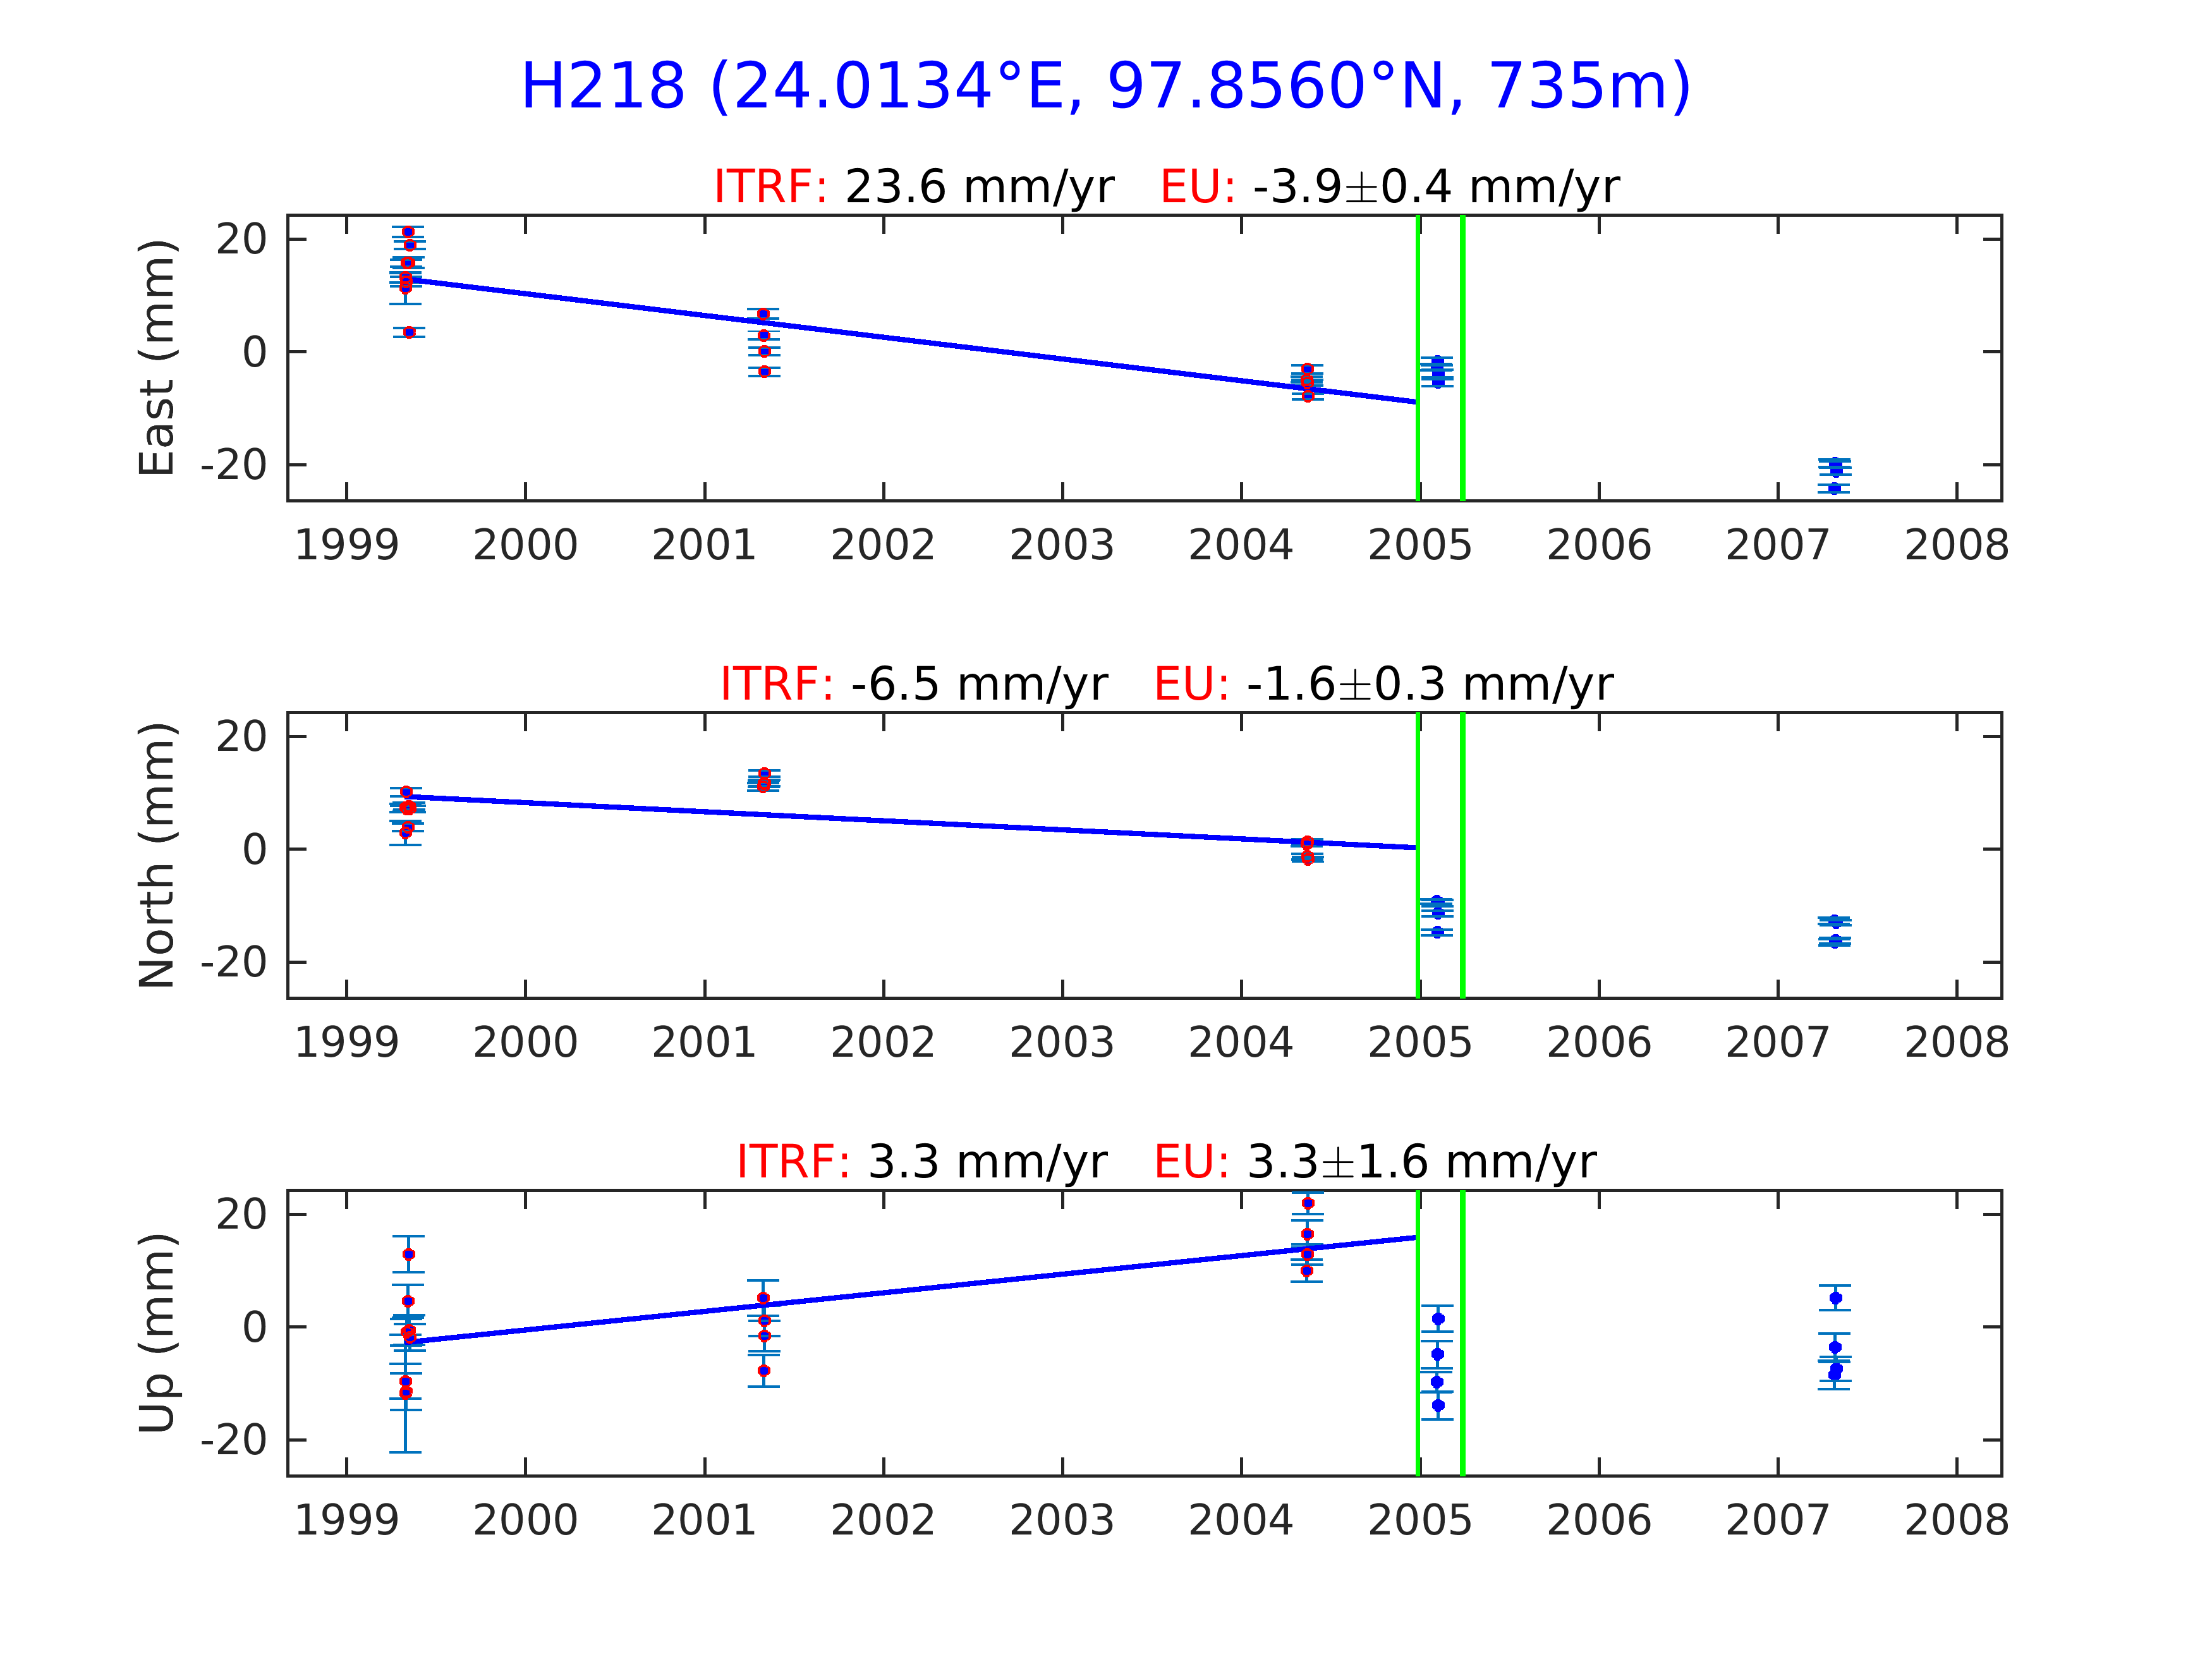 H218 (24.0134°E, 97.8560°N, 735m)
ITRF: 23.6 mm/yr EU: -3.9±0.4 mm/yr
East (mm)
20
0
-20
1999 2000 2001 2002 2003 2004 2005 2006 2007 2008
ITRF: -6.5 mm/yr EU: -1.6±0.3 mm/yr
North (mm)
20
0
-20
1999 2000 2001 2002 2003 2004 2005 2006 2007 2008
ITRF: 3.3 mm/yr EU: 3.3±1.6 mm/yr
Up (mm)
20
0
-20
1999 2000 2001 2002 2003 2004 2005 2006 2007 2008